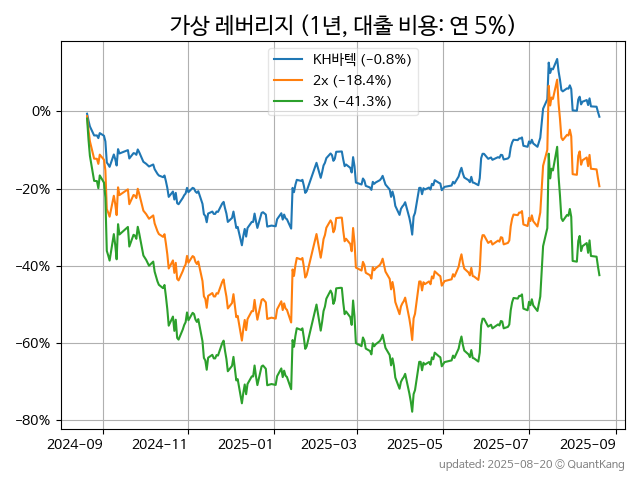 가상 레버리지 (1년, 대출 비용: 연 5%)
KH바텍 (−0.8%)
2x (−18.4%)
3x (−41.3%)
0%
−20%
−40%
−60%
−80%
2024-09 2024-11 2025-01 2025-03 2025-05 2025-07 2025-09
updated: 2025-08-20 © QuantKang